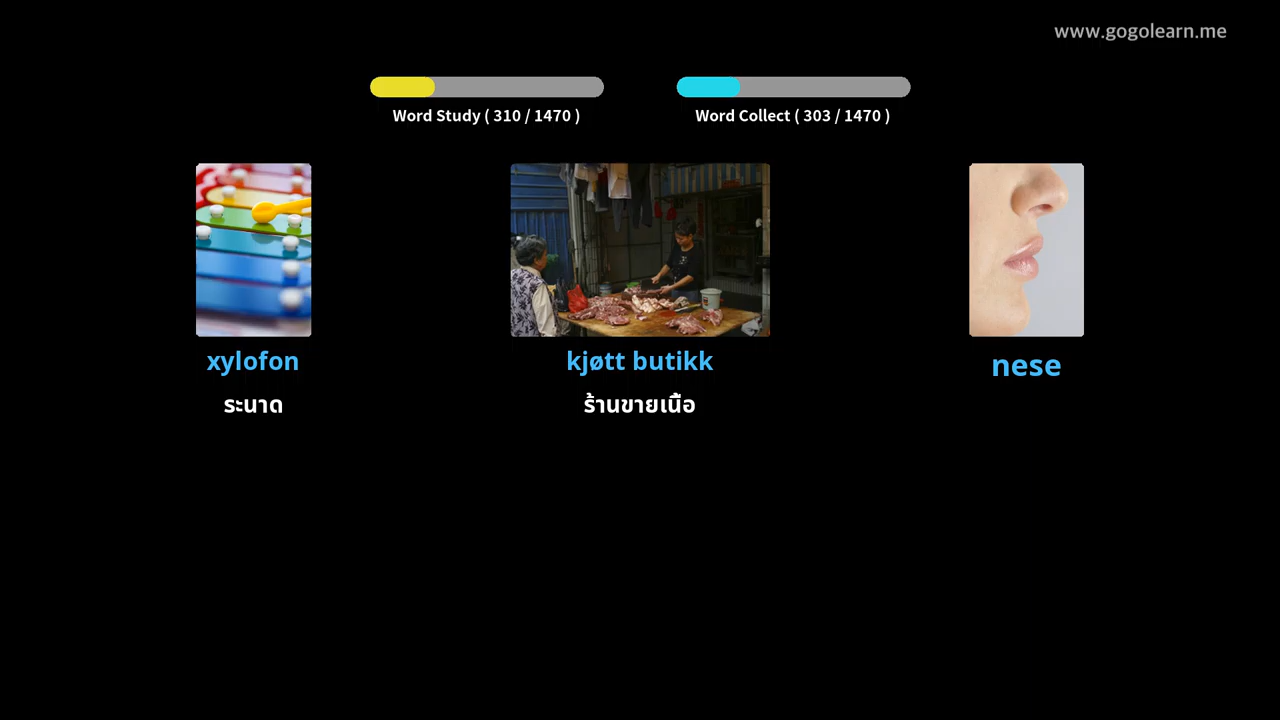 www.gogolearn.me
Word Study ( 310 / 1470 )
Word Collect ( 303 / 1470 )
xylofon
kjøtt butikk
nese
ระนาด
ร้านขายเนื้อ